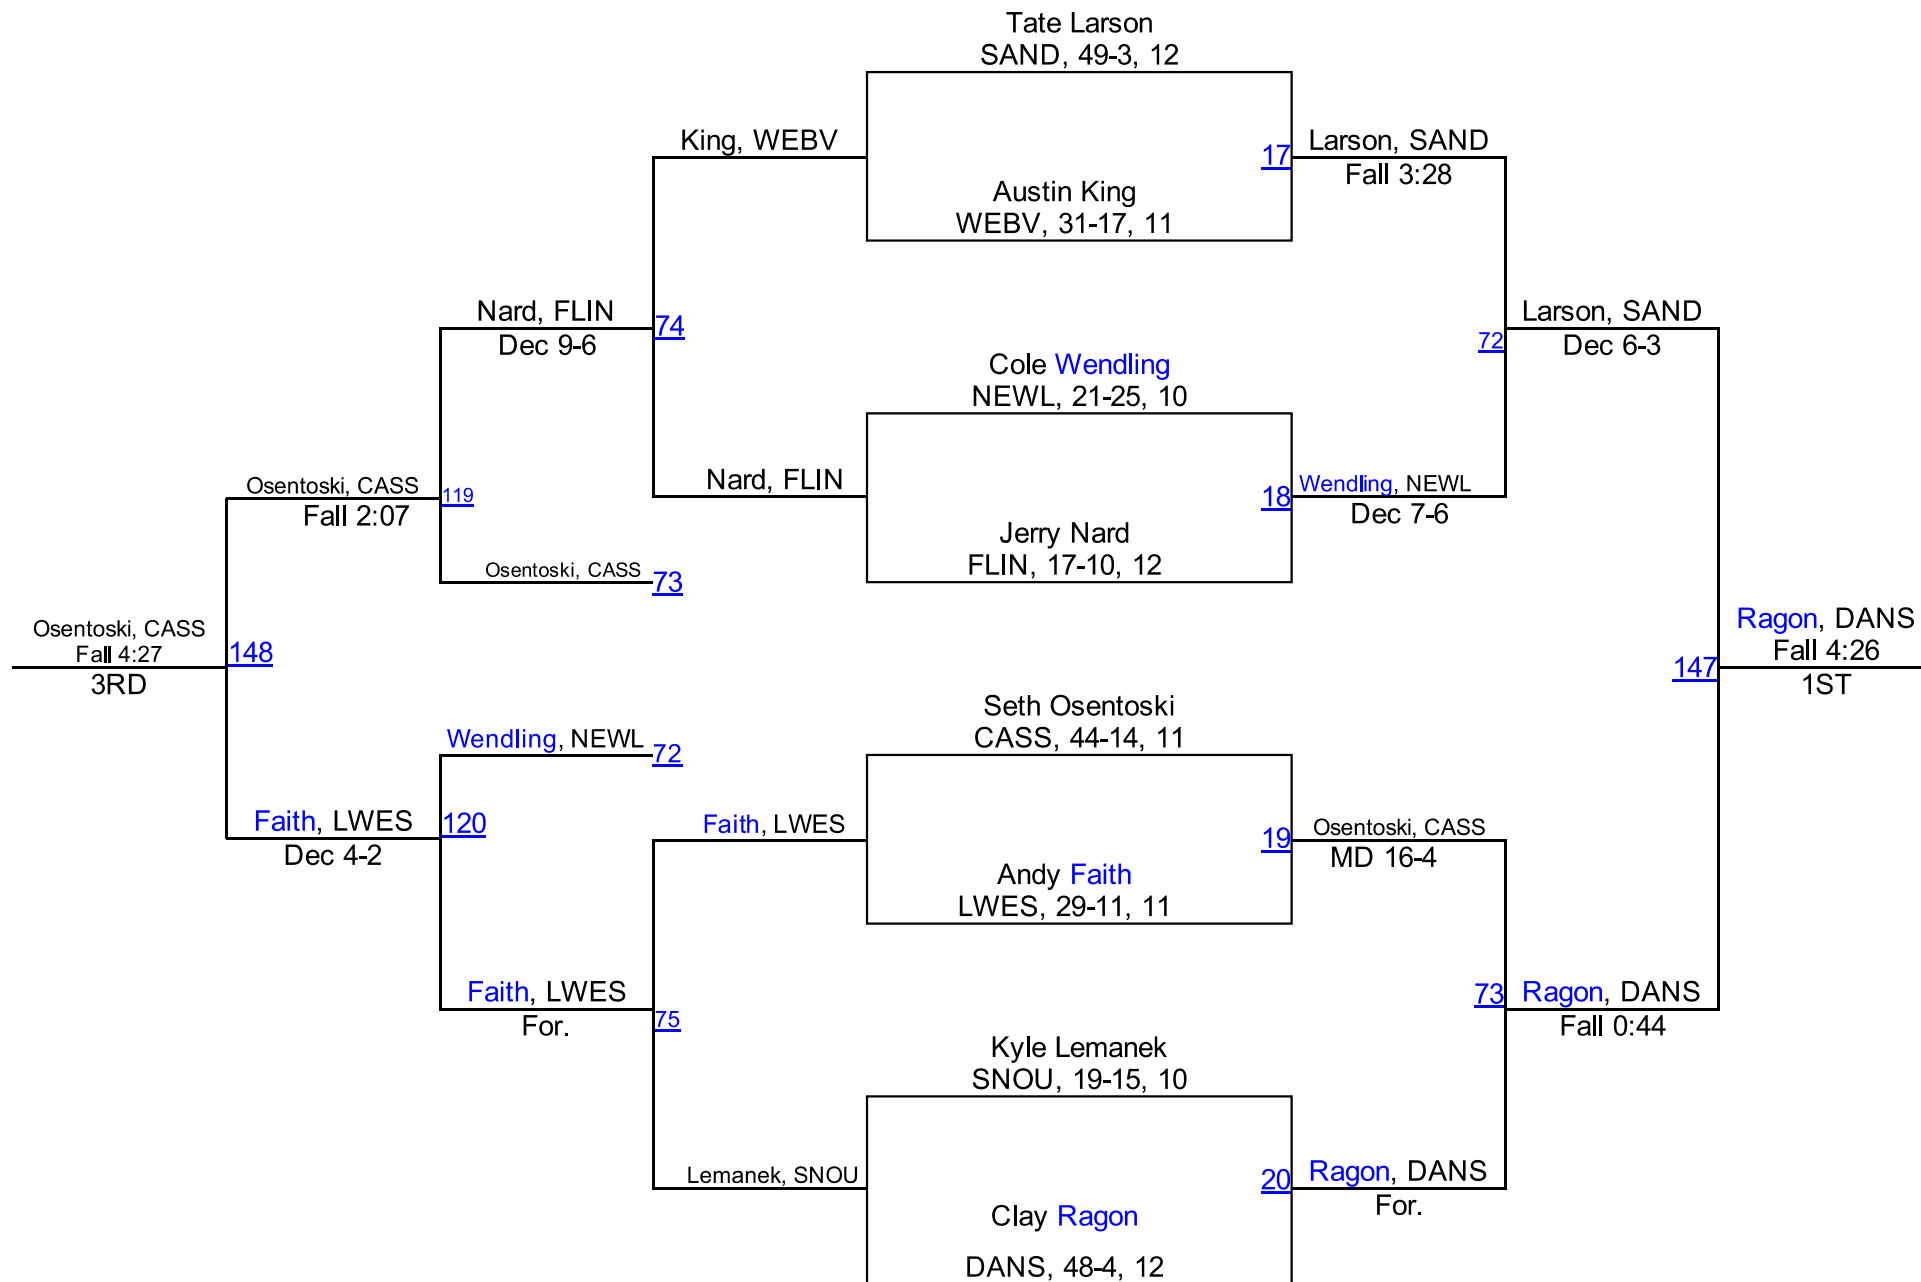 Tate Larson
SAND, 49-3, 12
King, WEBV
17
Larson, SAND
Fall 3:28
Austin King
WEBV, 31-17, 11
Nard, FLIN
Dec 9-6
74
Larson, SAND
Dec 6-3
72
Cole Wendling
NEWL, 21-25, 10
Osentoski, CASS
Fall 2:07
119
Nard, FLIN
18
Wendling, NEWL
Dec 7-6
Jerry Nard
FLIN, 17-10, 12
Osentoski, CASS
73
Osentoski, CASS
Fall 4:27
3RD
148
147
Ragon, DANS
Fall 4:26
1ST
Seth Osentoski
CASS, 44-14, 11
Wendling, NEWL
72
Faith, LWES
Dec 4-2
120
Faith, LWES
19
Osentoski, CASS
MD 16-4
Andy Faith
LWES, 29-11, 11
Faith, LWES
For.
75
73
Ragon, DANS
Fall 0:44
Kyle Lemanek
SNOU, 19-15, 10
Lemanek, SNOU
20
Ragon, DANS
For.
Clay Ragon
DANS, 48-4, 12